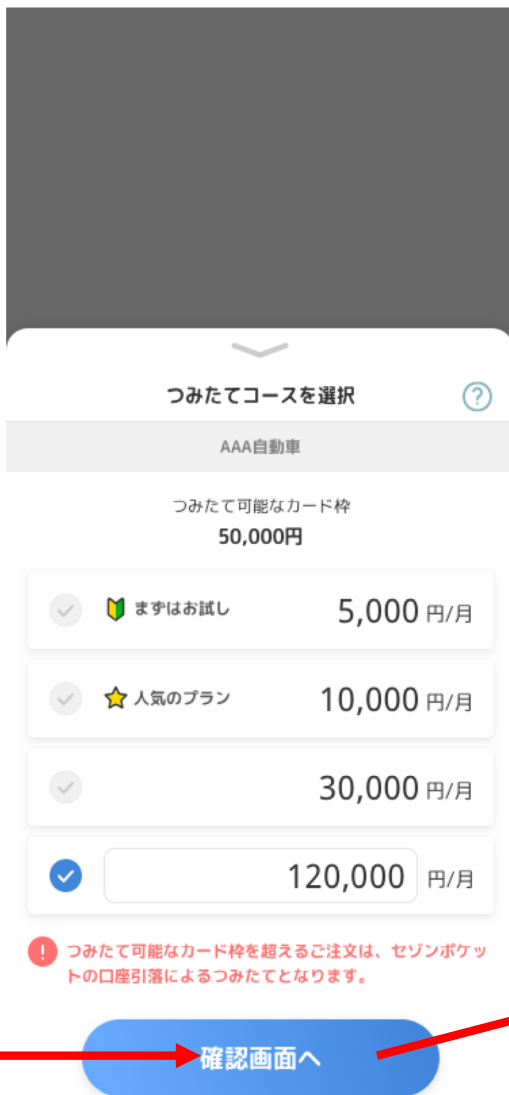 つみたてコースを選択
?
AAA自動車
つみたて可能なカード枠
50,000円
まずはお試し 5,000 円/月
人気のプラン 10,000 円/月
30,000 円/月
120,000 円/月
! つみたて可能なカード枠を超えるご注文は、セゾンポケッ
トの口座引落によるつみたてとなります。
確認画面へ